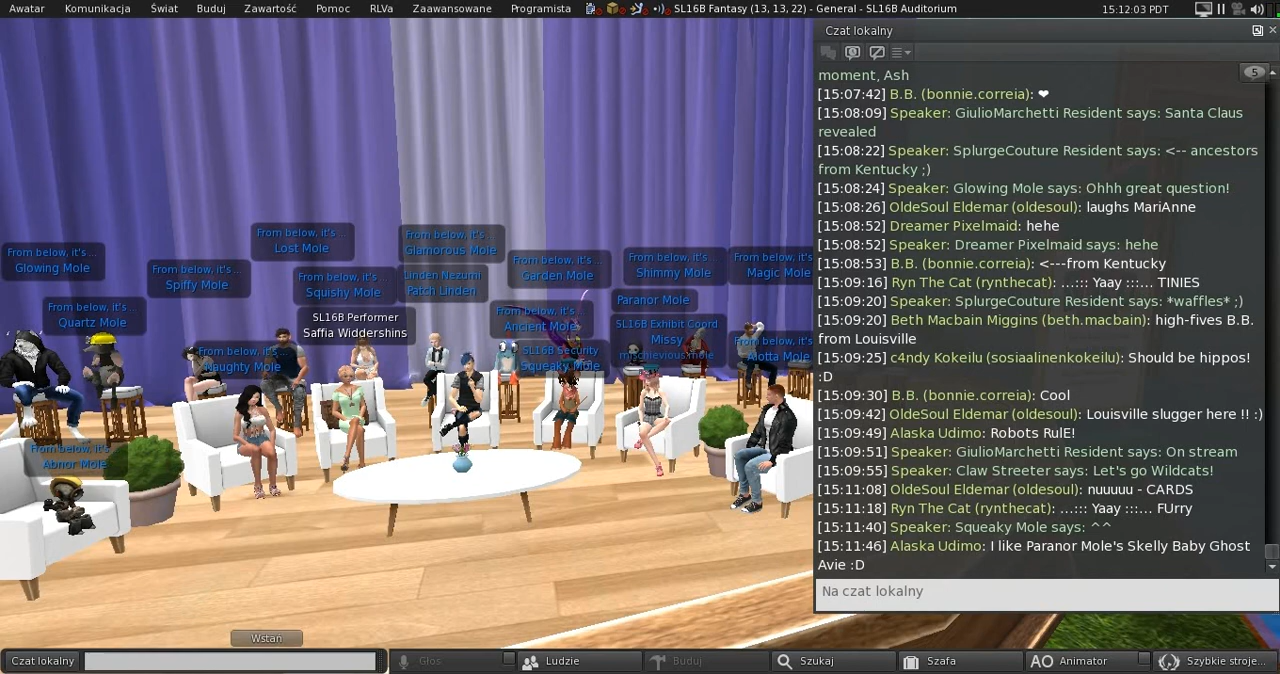 Awatar Komunikacja Świat Buduj Zawartość Pomoc RLVa Zaawansowane Programista SL16B Fantasy (13, 13, 22) - General - SL16B Auditorium 15:12:03 PDT
From below, it's ...
Glowing Mole
From below, it's...
Quartz Mole
From below, it's ...
Spiffy Mole
From below, it's ...
Lost Mole
From below, it's ...
Squishy Mole
SL16B Performer
Saffia Widdershins
From below, it's...
Naughty Mole
From below, it's...
Abnor Mole
From below, it's ...
Glamorous Mole
Linden Nezumi
Patch Linden
From below, it's ...
Garden Mole
From below, it's...
Ancient Mole
SL16B Security
Squeaky Mole
From below, it's ...
Shimmy Mole
Paranor Mole
SL16B Exhibit Coord
Missy
mischievious.mole
From below, it's
Magic Mole
From below, it's
Alotta Mole
Wstań
Czat lokalny
5
moment, Ash
[15:07:42] B.B. (bonnie.correia): ❤
[15:08:09] Speaker: GiulioMarchetti Resident says: Santa Claus
revealed
[15:08:22] Speaker: SplurgeCouture Resident says: <-- ancestors
from Kentucky ;)
[15:08:24] Speaker: Glowing Mole says: Ohhh great question!
[15:08:26] OldeSoul Eldemar (oldesoul): laughs MariAnne
[15:08:52] Dreamer Pixelmaid: hehe
[15:08:52] Speaker: Dreamer Pixelmaid says: hehe
[15:08:53] B.B. (bonnie.correia): <---from Kentucky
[15:09:16] Ryn The Cat (rynthecat): ...::: Yaay :::... TINIES
[15:09:20] Speaker: SplurgeCouture Resident says: *waffles* ;)
[15:09:20] Beth Macbain Miggins (beth.macbain): high-fives B.B.
from Louisville
[15:09:25] c4ndy Kokeilu (sosiaalinenkokeilu): Should be hippos!
:D
[15:09:30] B.B. (bonnie.correia): Cool
[15:09:42] OldeSoul Eldemar (oldesoul): Louisville slugger here !! :)
[15:09:49] Alaska Udimo: Robots RulE!
[15:09:51] Speaker: GiulioMarchetti Resident says: On stream
[15:09:55] Speaker: Claw Streeter says: Let's go Wildcats!
[15:11:08] OldeSoul Eldemar (oldesoul): nuuuuu - CARDS
[15:11:18] Ryn The Cat (rynthecat): ...::: Yaay :::... FUrry
[15:11:40] Speaker: Squeaky Mole says: ^^
[15:11:46] Alaska Udimo: I like Paranor Mole's Skelly Baby Ghost
Avie :D
Na czat lokalny
Czat lokalny Głos Ludzie Buduj Szukaj Szafa AO Animator Szybkie stroje...